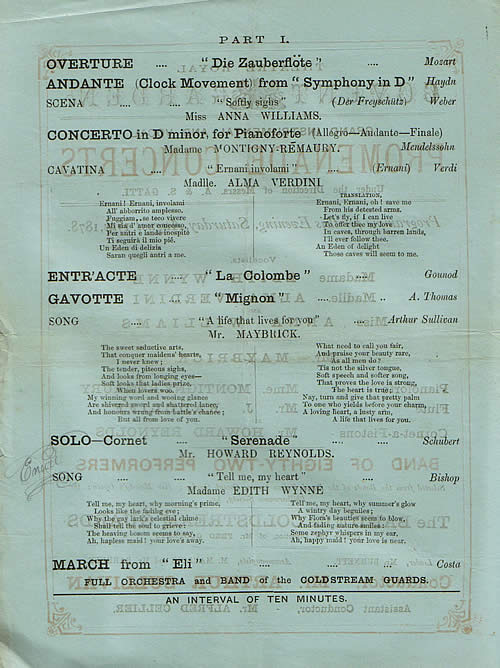 PART I.
OVERTURE .... "Die Zauberflöte" .... Mozart
ANDANTE (Clock Movement) from "Symphony in D" Haydn
SCENA .... "Softly sighs" (Der Freyschütz) Weber
Miss ANNA WILLIAMS.
CONCERTO in D minor, for Pianoforte (Allegro—Andante—Finale)
Madame MONTIGNY-REMAURY. Mendelssohn
CAVATINA .... "Ernani involami" (Ernani) Verdi
Madlle. ALMA VERDINI.
Ernani! Ernani, involami
All' abborrito amplesso.
Fuggiam, se teco vivere
Mi sia d' amor concesso,
Per antri e lande inospite
Ti seguirà il mio piè.
Un Eden di delizia
Saran quegli antri a me.
TRANSLATION.
Ernani, Ernani, oh! save me
From his detested arms.
Let's fly, if I can live
To offer thee my love
In caves, through barren lands,
I'll ever follow thee.
An Eden of delight
Those caves will seem to me.
ENTR'ACTE .... "La Colombe" .... Gounod
GAVOTTE .... "Mignon" .... .. A. Thomas
SONG .... "A life that lives for you" .... Arthur Sullivan
Mr. MAYBRICK.
The sweet seductive arts,
That conquer maidens' hearts,
I never knew;
The tender, piteous sighs,
And looks from longing eyes—
Soft looks that ladies prize,
When lovers woo.
My winning word and wooing glance
Are shivered sword and shattered lance,
And honours wrung from battle's chance;
But all from love of you.
What need to call you fair,
And praise your beauty rare,
As all men do?
'Tis not the silver tongue,
Soft speech and softer song,
That proves the love is strong,
The heart is true;
Nay, turn and give that pretty palm
To one who yields before your charm,
A loving heart, a lusty arm,
A life that lives for you.
SOLO—Cornet .... "Serenade" .... Schubert
Mr. HOWARD REYNOLDS.
SONG .... "Tell me, my heart" .... Bishop
Madame EDITH WYNNE
Tell me, my heart, why morning's prime,
Looks like the fading eve;
Why the gay lark's celestial chime
Shall tell the soul to grieve;
The heaving bosom seems to say,
Ah, hapless maid! your love's away.
Tell me, my heart, why summer's glow
A wintry day beguiles;
Why Flora's beauties seem to blow,
And fading nature smiles:
Some zephyr whispers in my ear,
Ah, happy maid! your love is near.
MARCH from "Eli" .... .... .... Costa
FULL ORCHESTRA and BAND of the COLDSTREAM GUARDS.
AN INTERVAL OF TEN MINUTES.